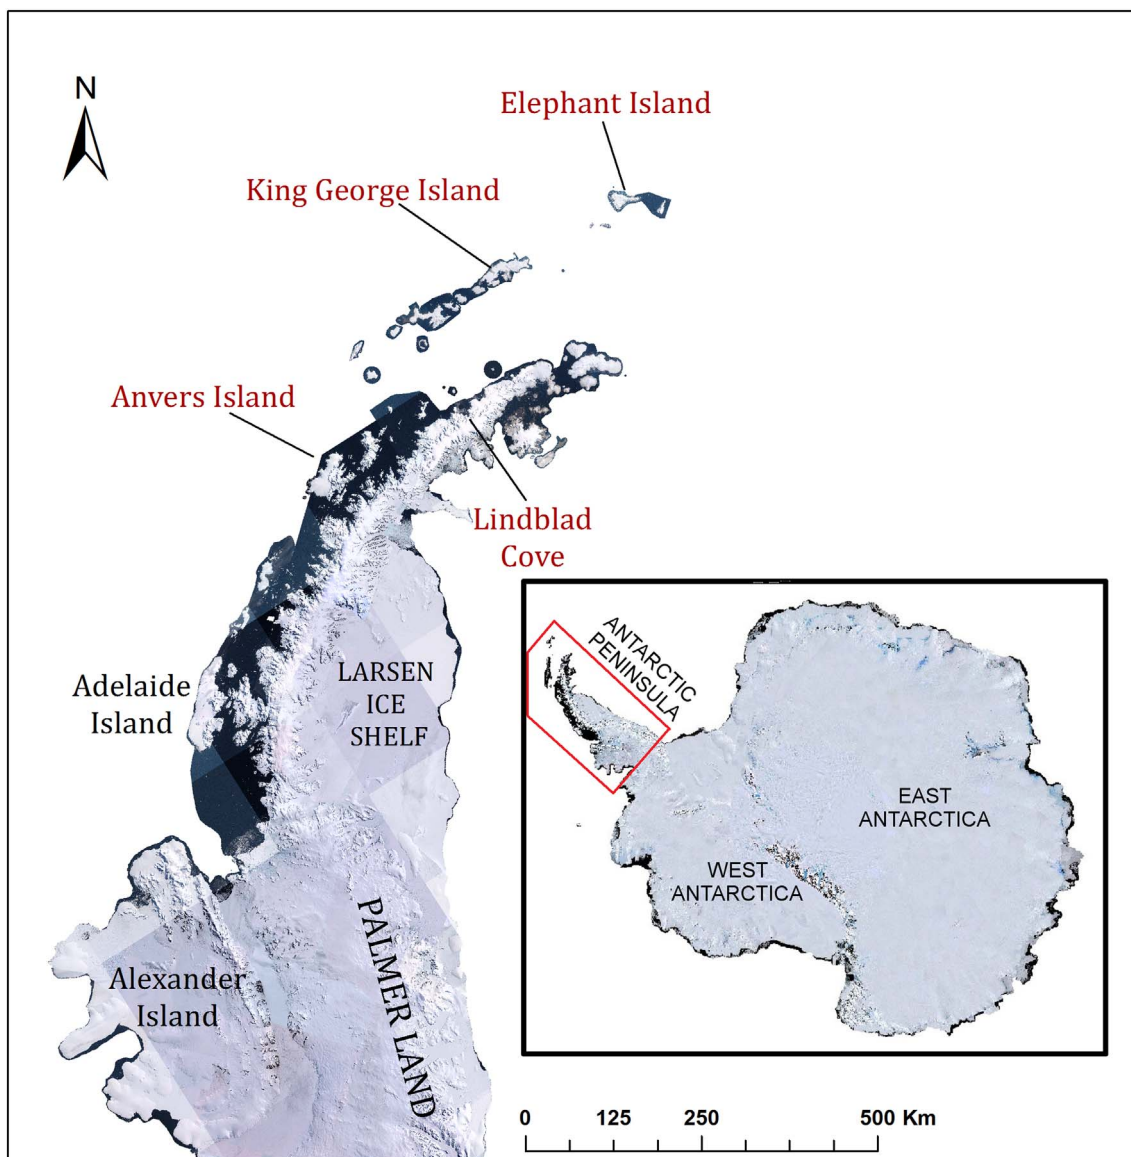 N
Elephant Island
King George Island
Anvers Island
Lindblad
Cove
Adelaide
Island
LARSEN
ICE
SHELF
ANTARCTIC
PENINSULA
EAST
ANTARCTICA
WEST
ANTARCTICA
PALMER LAND
Alexander
Island
0 125 250 500 Km